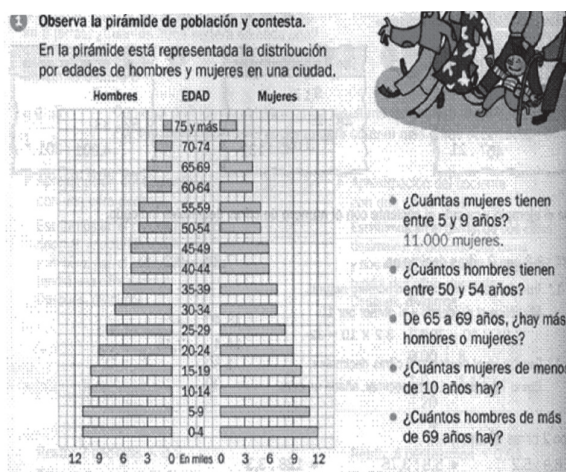 1 Observa la pirámide de población y contesta.
En la pirámide está representada la distribución
por edades de hombres y mujeres en una ciudad.
Hombres EDAD Mujeres
75 y más
70-74
65-69
60-64
55-59
50-54
45-49
40-44
35-39
30-34
25-29
20-24
15-19
10-14
5-9
0-4
12 9 6 3 0 En miles 0 3 6 9 12
● ¿Cuántas mujeres tienen
entre 5 y 9 años?
11.000 mujeres.
● ¿Cuántos hombres tienen
entre 50 y 54 años?
● De 65 a 69 años, ¿hay más
hombres o mujeres?
● ¿Cuántas mujeres de meno
de 10 años hay?
● ¿Cuántos hombres de más
de 69 años hay?